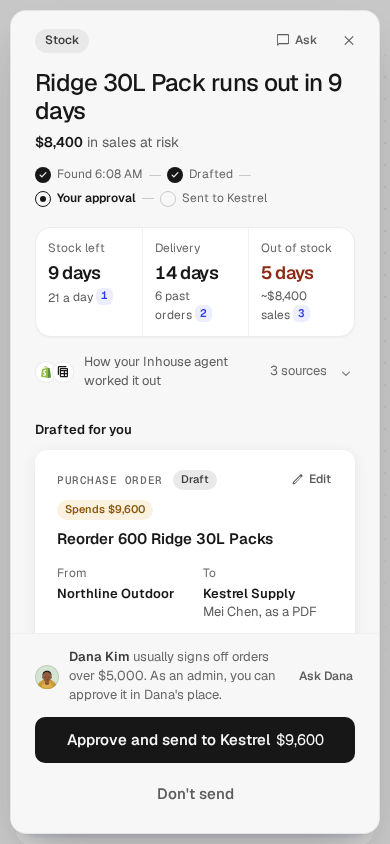 Stock
Ask
Ridge 30L Pack runs out in 9
days
$8,400 in sales at risk
Found 6:08 AM — Drafted —
Your approval — Sent to Kestrel
Stock left
9 days
21 a day 1
Delivery
14 days
6 past
orders 2
Out of stock
5 days
~$8,400
sales 3
How your Inhouse agent
worked it out
3 sources
Drafted for you
PURCHASE ORDER Draft
Edit
Spends $9,600
Reorder 600 Ridge 30L Packs
From
Northline Outdoor
To
Kestrel Supply
Mei Chen, as a PDF
Dana Kim usually signs off orders
over $5,000. As an admin, you can
approve it in Dana's place.
Ask Dana
Approve and send to Kestrel $9,600
Don't send